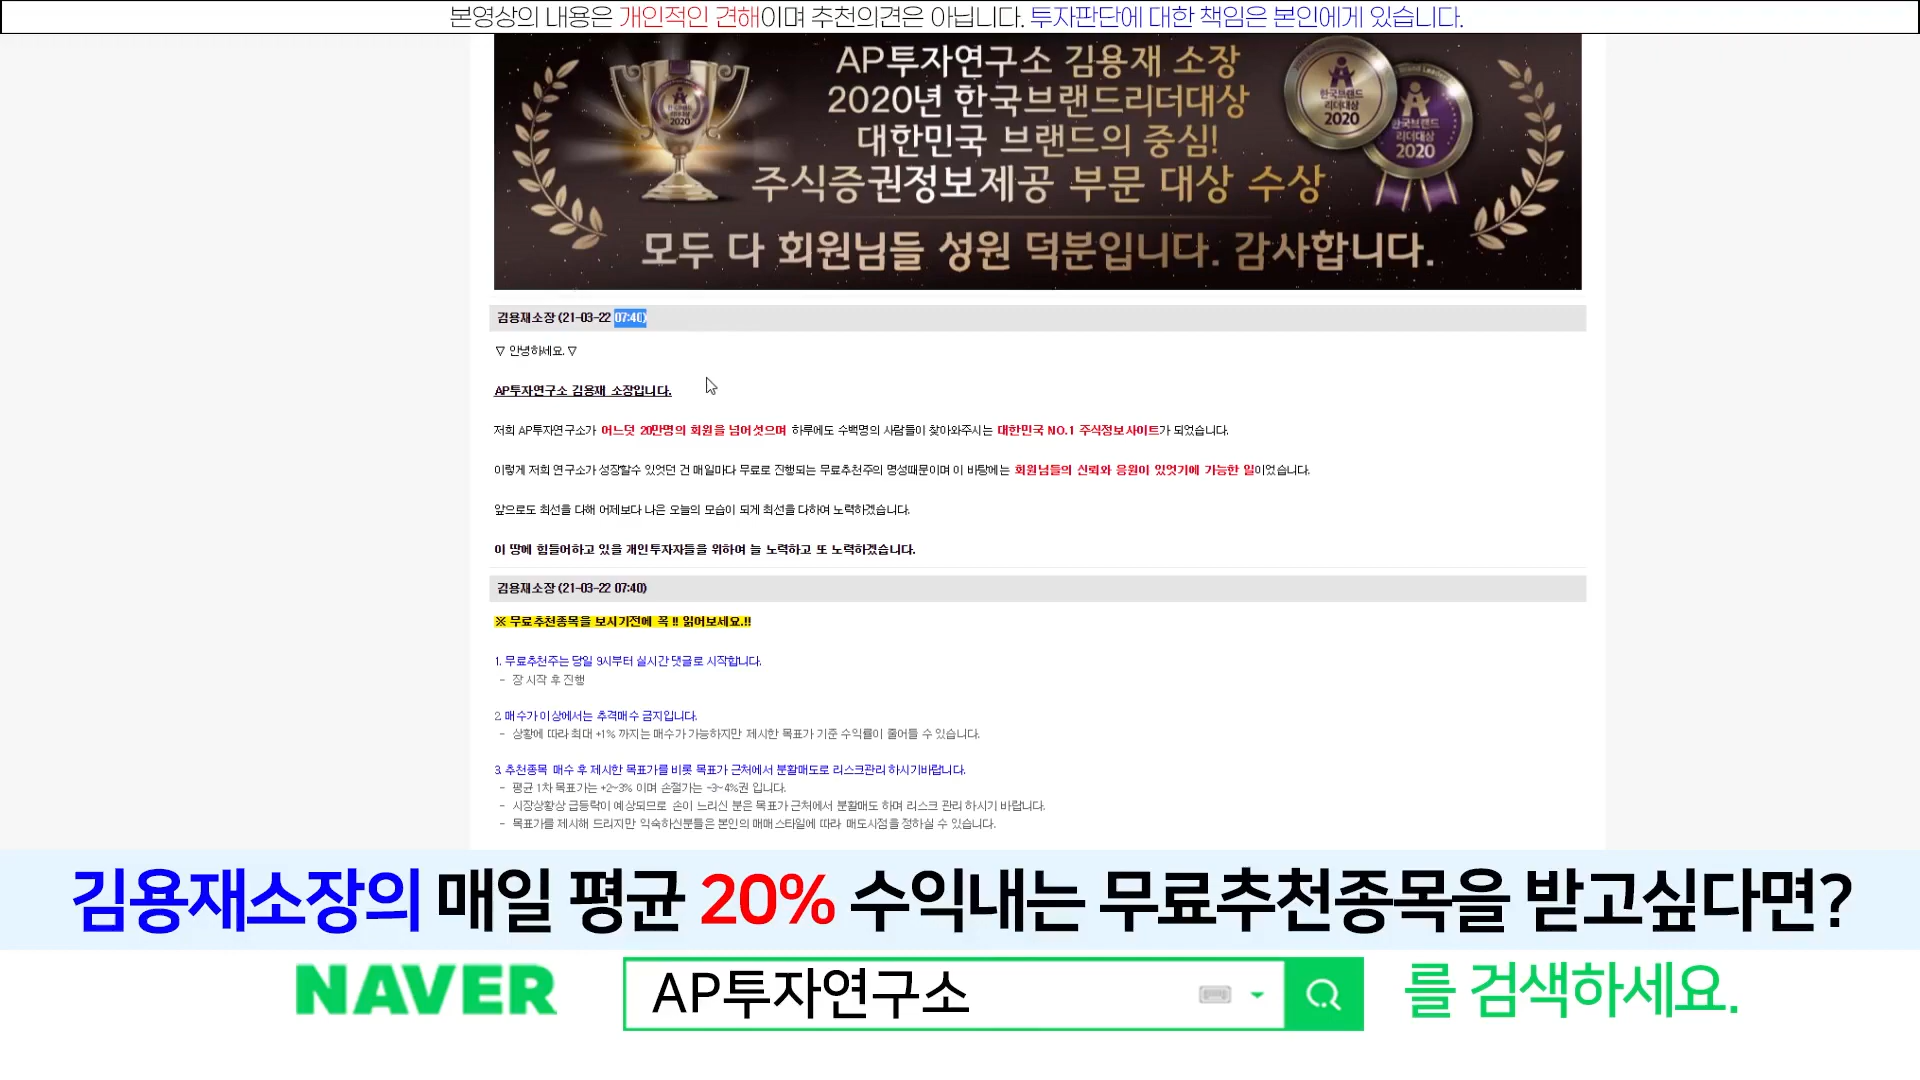 본영상의 내용은 개인적인 견해이며 추천의견은 아닙니다. 투자판단에 대한 책임은 본인에게 있습니다.
AP투자연구소 김용재 소장
2020년 한국브랜드리더대상
대한민국 브랜드의 중심!
주식증권정보제공 부문 대상 수상
모두 다 회원님들 성원 덕분입니다. 감사합니다.
한국브랜드
리더대상
2020
한국브랜드
리더대상
2020
한국브랜드
리더대상
2020
김용재소장 (21-03-22 07:40)
▽ 안녕하세요. ▽
AP투자연구소 김용재 소장입니다.
저희 AP투자연구소가 어느덧 20만명의 회원을 넘어섯으며 하루에도 수백명의 사람들이 찾아와주시는 대한민국 NO.1 주식정보사이트가 되었습니다.
이렇게 저희 연구소가 성장할수 있엇던 건 매일마다 무료로 진행되는 무료추천주의 명성때문이며 이 바탕에는 회원님들의 신뢰와 응원이 있엇기에 가능한 일이었습니다.
앞으로도 최선을 다해 어제보다 나은 오늘의 모습이 되게 최선을 다하여 노력하겠습니다.
이 땅에 힘들어하고 있을 개인투자자들을 위하여 늘 노력하고 또 노력하겠습니다.
김용재소장 (21-03-22 07:40)
※ 무료추천종목을 보시기전에 꼭 !! 읽어보세요.!!
1. 무료추천주는 당일 9시부터 실시간 댓글로 시작합니다.
- 장 시작 후 진행
2. 매수가 이상에서는 추격매수 금지입니다.
- 상황에 따라 최대 +1% 까지는 매수가 가능하지만 제시한 목표가 기준 수익률이 줄어들 수 있습니다.
3. 추천종목 매수 후 제시한 목표가를 비롯 목표가 근처에서 분할매도로 리스크관리 하시기바랍니다.
- 평균 1차 목표가는 +2~3% 이며 손절가는 -3~4%권 입니다.
- 시장상황상 급등락이 예상되므로 손이 느리신 분은 목표가 근처에서 분할매도 하며 리스크 관리 하시기 바랍니다.
- 목표가를 제시해 드리지만 익숙하신분들은 본인의 매매스타일에 따라 매도시점을 정하실 수 있습니다.
김용재소장의 매일 평균 20% 수익내는 무료추천종목을 받고싶다면?
NAVER AP투자연구소 를 검색하세요.